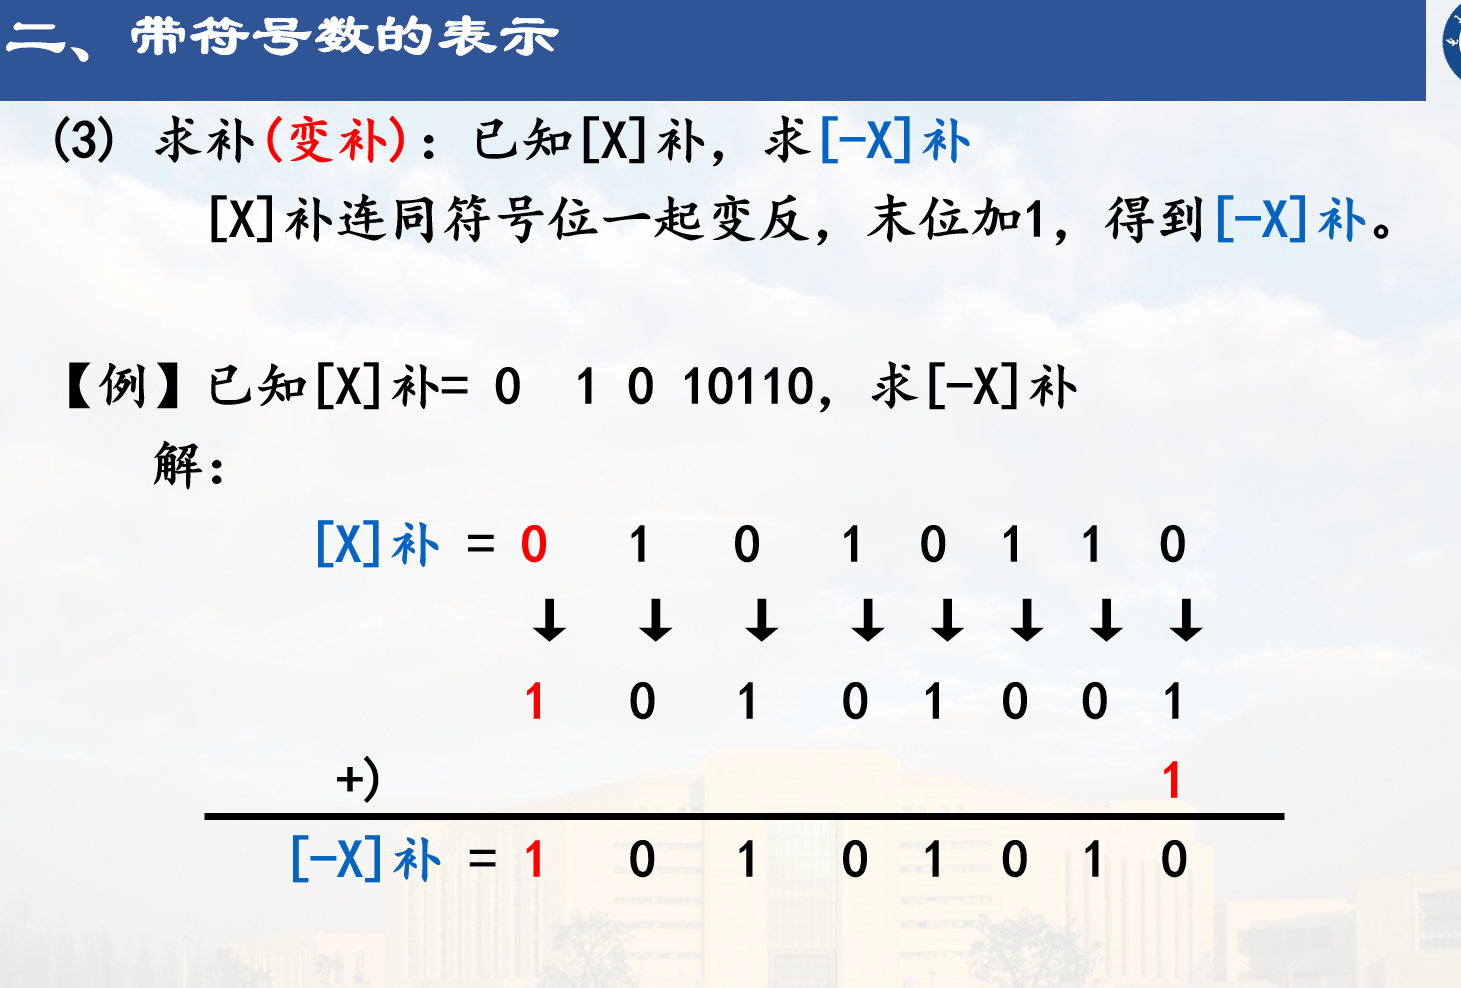 二、带符号数的表示
(3) 求补(变补)：已知[X]补，求[-X]补
[X]补连同符号位一起变反，末位加1，得到[-X]补。
【例】已知[X]补= 0 1 0 10110，求[-X]补
解：
[X]补 = 0 1 0 1 0 1 1 0
↓ ↓ ↓ ↓ ↓ ↓ ↓ ↓
1 0 1 0 1 0 0 1
+) 1
[-X]补 = 1 0 1 0 1 0 1 0